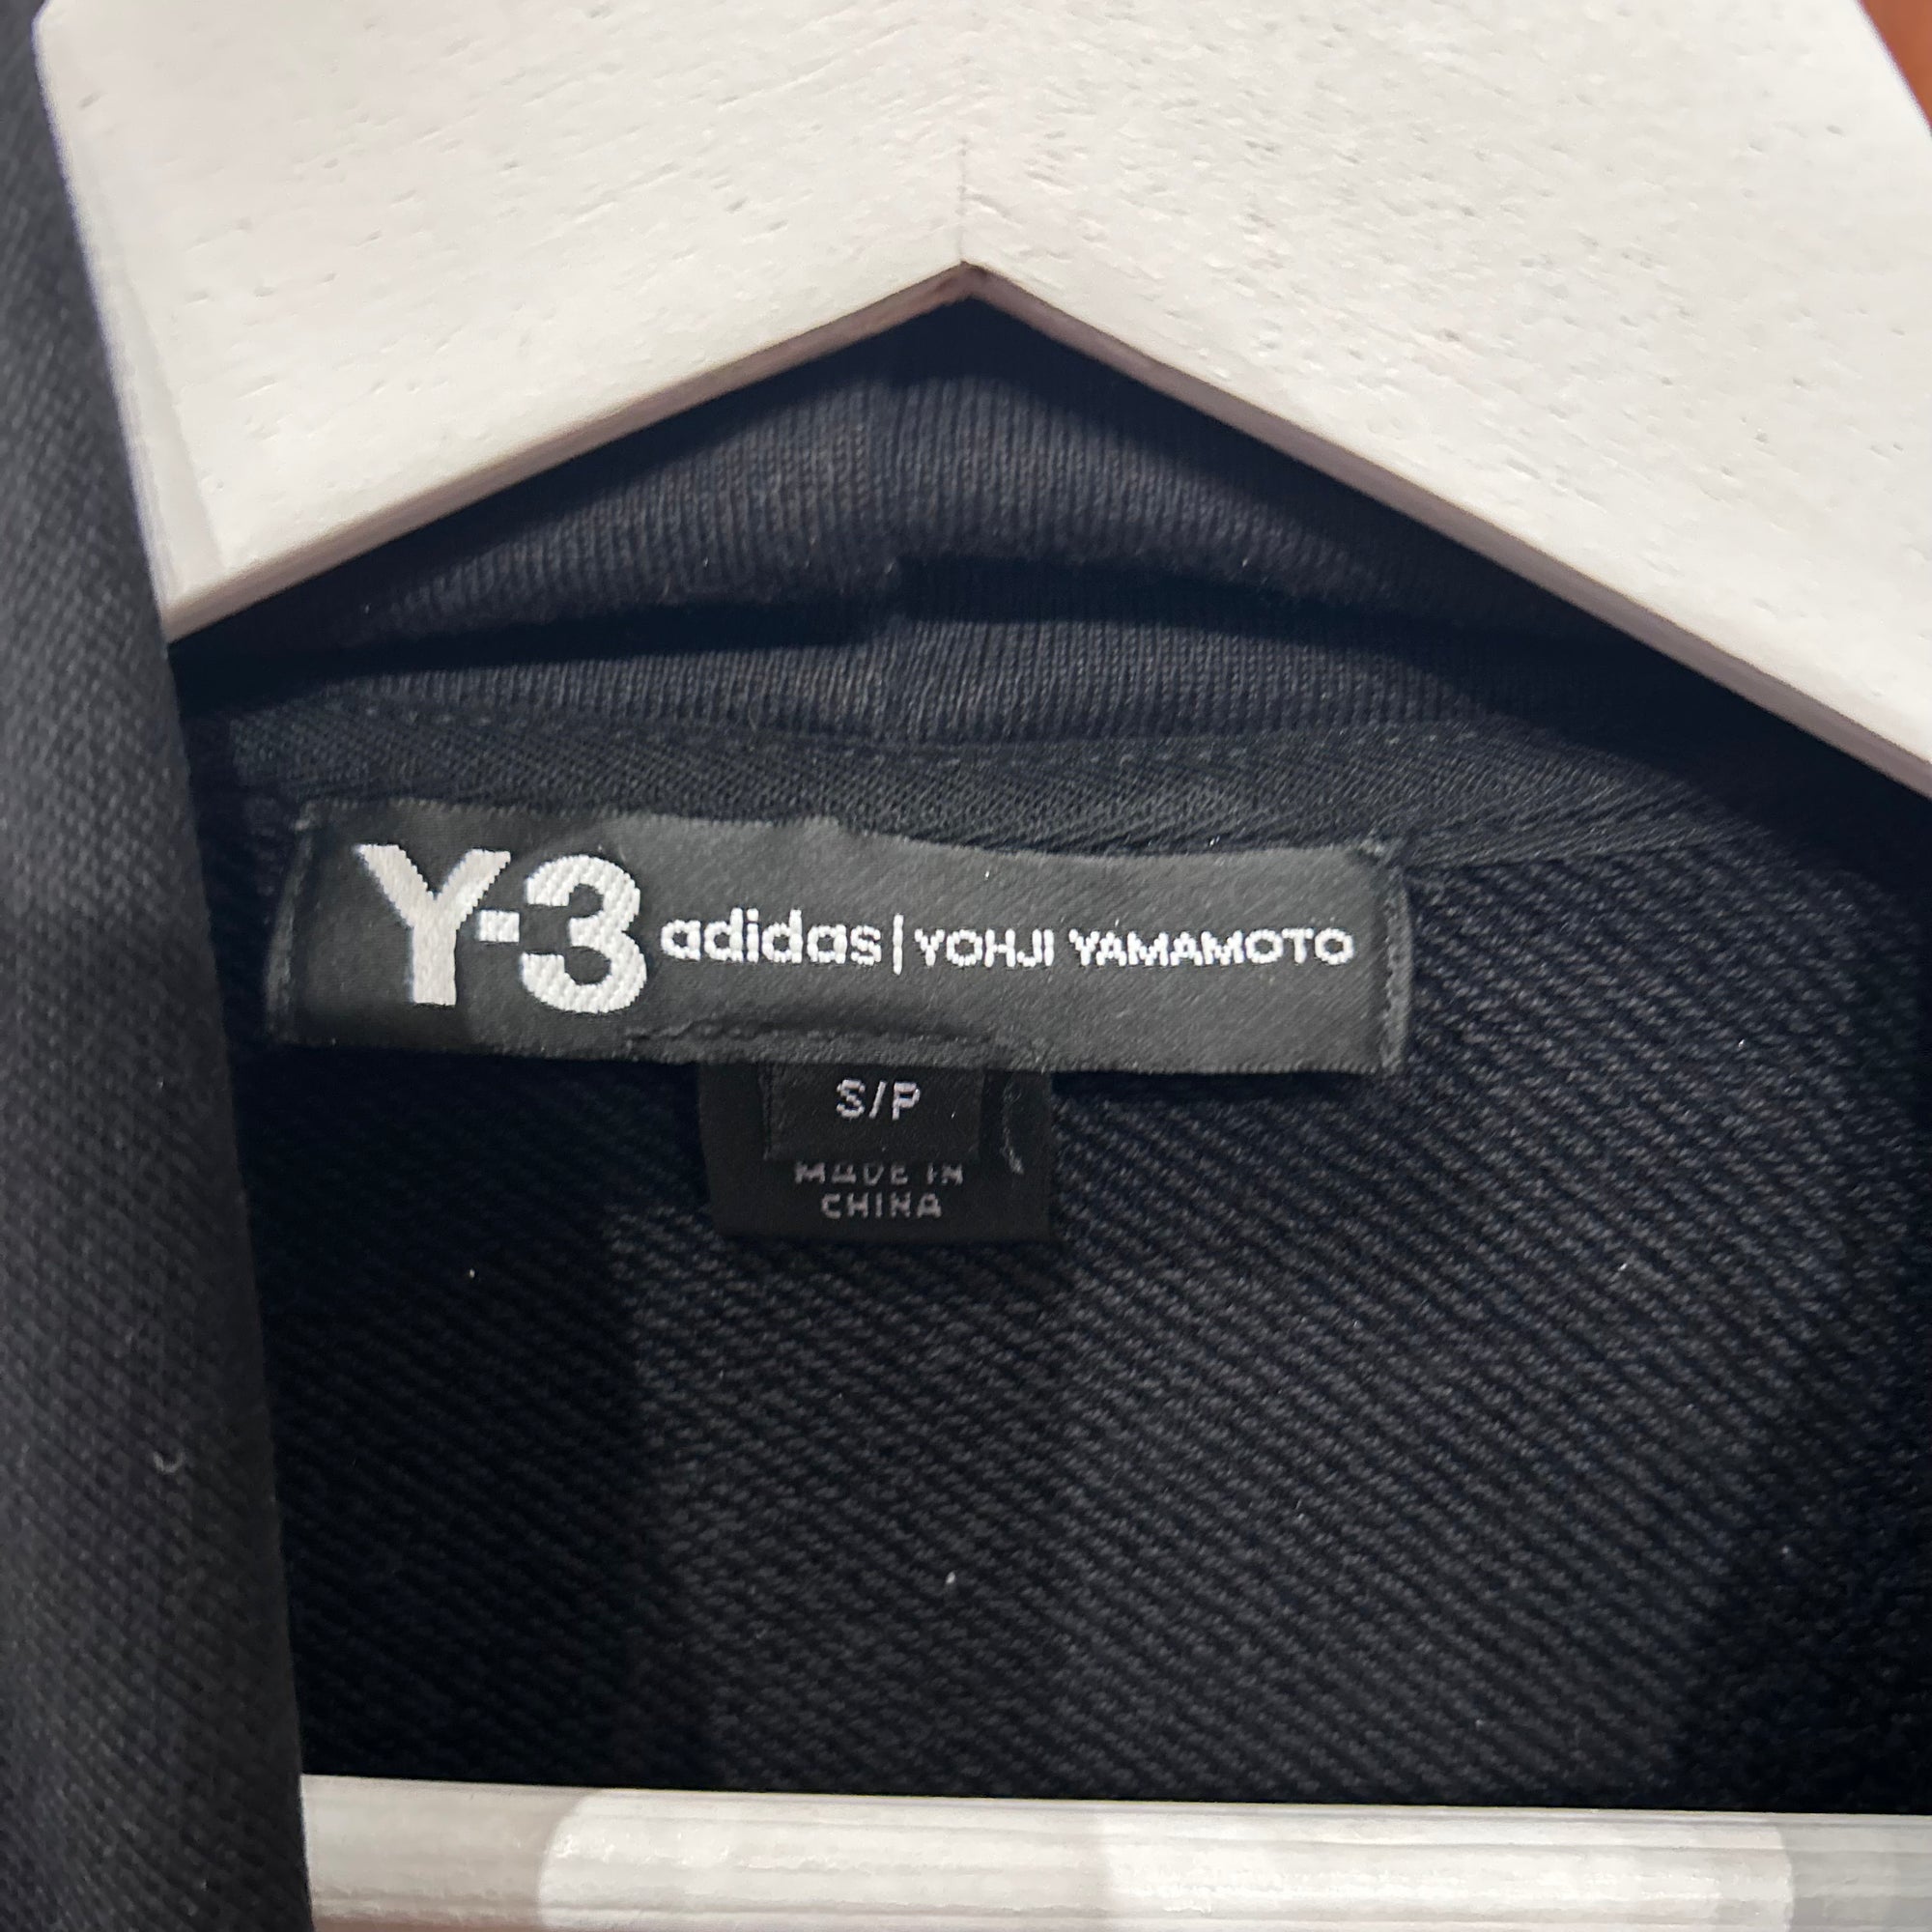 Y-3 adidas | YOHJI YAMAMOTO
S/P
MADE IN
CHINA